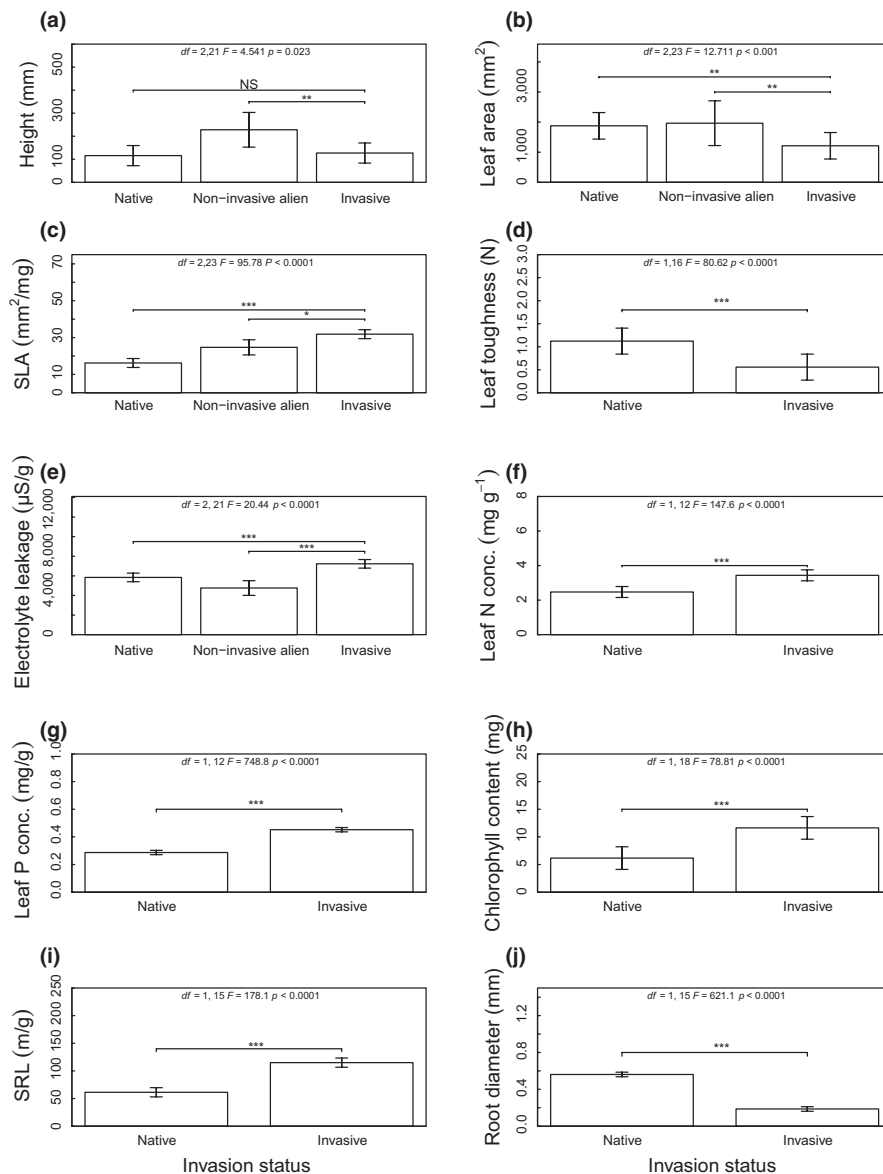 (a)
df = 2,21 F = 4.541 p = 0.023
NS
**
Height (mm)
0 100 300 600
Native Non−invasive alien Invasive
(b)
df = 2,23 F = 12.711 p < 0.001
**
**
Leaf area (mm2)
0 1,000 3,000
Native Non−invasive alien Invasive
(c)
df = 2,23 F = 95.78 P < 0.0001
***
*
SLA (mm2/mg)
0 10 30 50 70
Native Non−invasive alien Invasive
(d)
df = 1,16 F = 80.62 p < 0.0001
***
Leaf toughness (N)
0.0 0.5 1.0 1.5 2.0 2.5 3.0
Native Invasive
(e)
df = 2, 21 F = 20.44 p < 0.0001
***
***
Electrolyte leakage (µS/g)
0 4,000 8,000 12,000
Native Non−invasive alien Invasive
(f)
df = 1, 12 F = 147.6 p < 0.0001
***
Leaf N conc. (mg g−1)
0 2 4 6 8
Native Invasive
(g)
df = 1, 12 F = 748.8 p < 0.0001
***
Leaf P conc. (mg/g)
0.0 0.2 0.4 0.6 0.8 1.0
Native Invasive
(h)
df = 1, 18 F = 78.81 p < 0.0001
***
Chlorophyll content (mg)
0 5 10 15 20 25
Native Invasive
(i)
df = 1, 15 F = 178.1 p < 0.0001
***
SRL (m/g)
0 50 100 150 200 250
Native Invasive
Invasion status
(j)
df = 1, 15 F = 621.1 p < 0.0001
***
Root diameter (mm)
0.0 0.4 0.8 1.2
Native Invasive
Invasion status